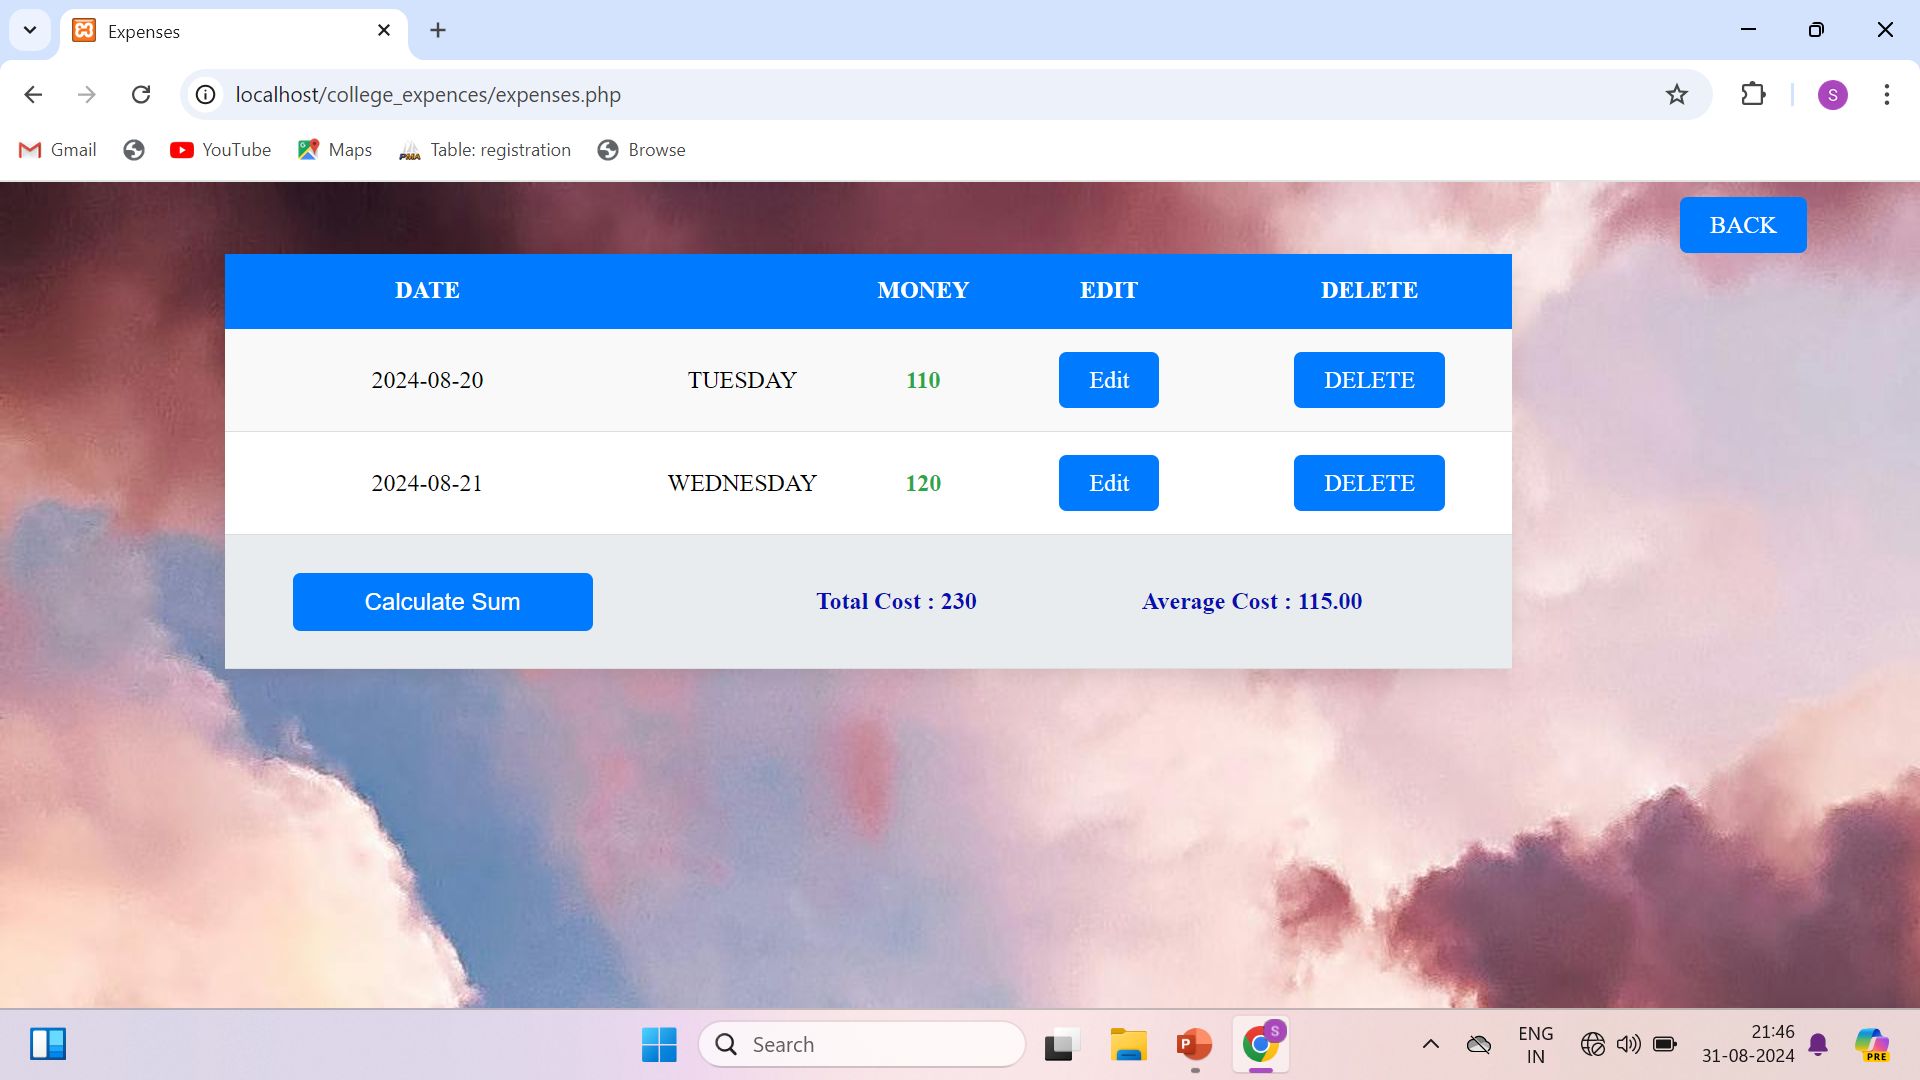 Expenses
localhost/college_expences/expenses.php
Gmail YouTube Maps PMA Table: registration Browse
S
BACK
DATE MONEY EDIT DELETE
2024-08-20 TUESDAY 110 Edit DELETE
2024-08-21 WEDNESDAY 120 Edit DELETE
Calculate Sum Total Cost : 230 Average Cost : 115.00
Search
P
S
ENG
IN
21:46
31-08-2024
PRE